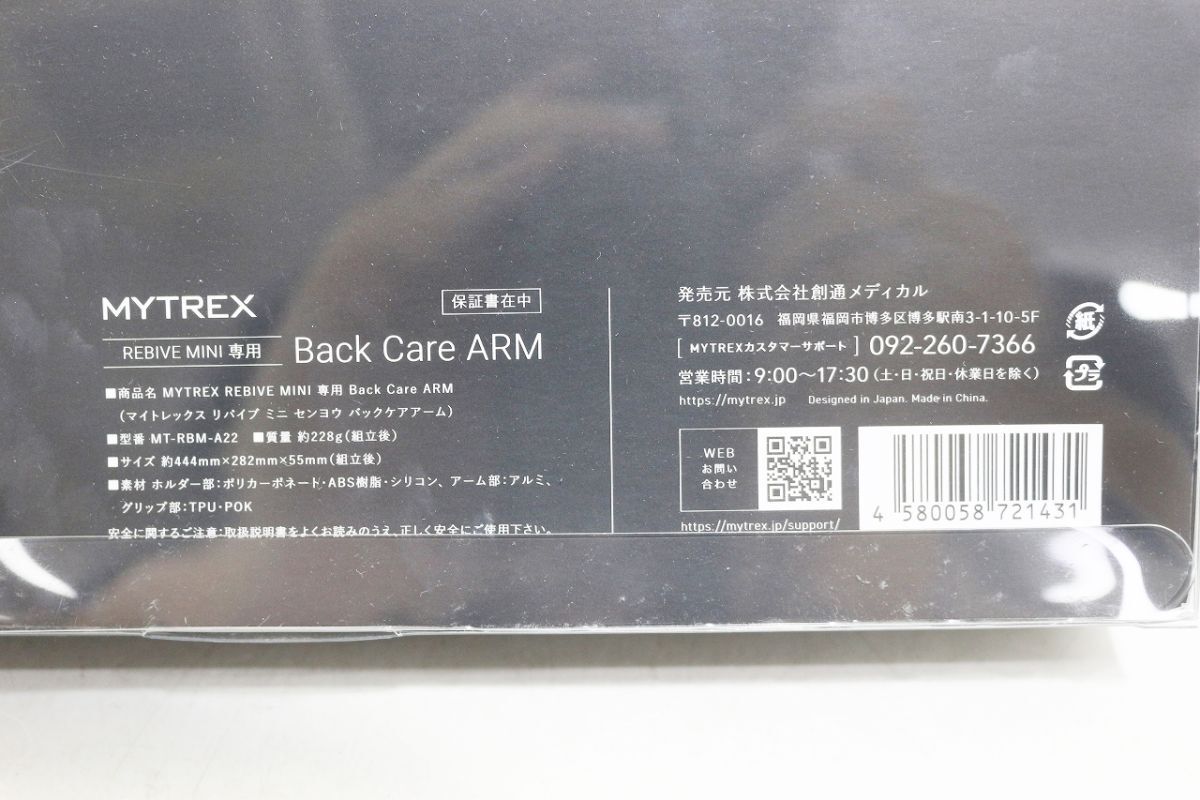 MYTREX
保証書在中
REBIVE MINI 専用
Back Care ARM
■商品名 MYTREX REBIVE MINI 専用 Back Care ARM
(マイトレックス リバイブ ミニ センヨウ バックケアアーム)
■型番 MT-RBM-A22 ■質量 約228g(組立後)
■サイズ 約444mm×282mm×55mm(組立後)
■素材 ホルダー部:ポリカーボネート・ABS樹脂・シリコン、アーム部:アルミ、
グリップ部:TPU・POK
安全に関するご注意:取扱説明書をよくお読みのうえ、正しく安全にご使用下さい。
発売元 株式会社創通メディカル
〒812-0016 福岡県福岡市博多区博多駅南3-1-10-5F
[ MYTREXカスタマーサポート ] 092-260-7366
営業時間:9:00〜17:30(土・日・祝日・休業日を除く)
https://mytrex.jp Designed in Japan. Made in China.
紙
プラ
WEB
お問い
合わせ
https://mytrex.jp/support/
4 580058 721431